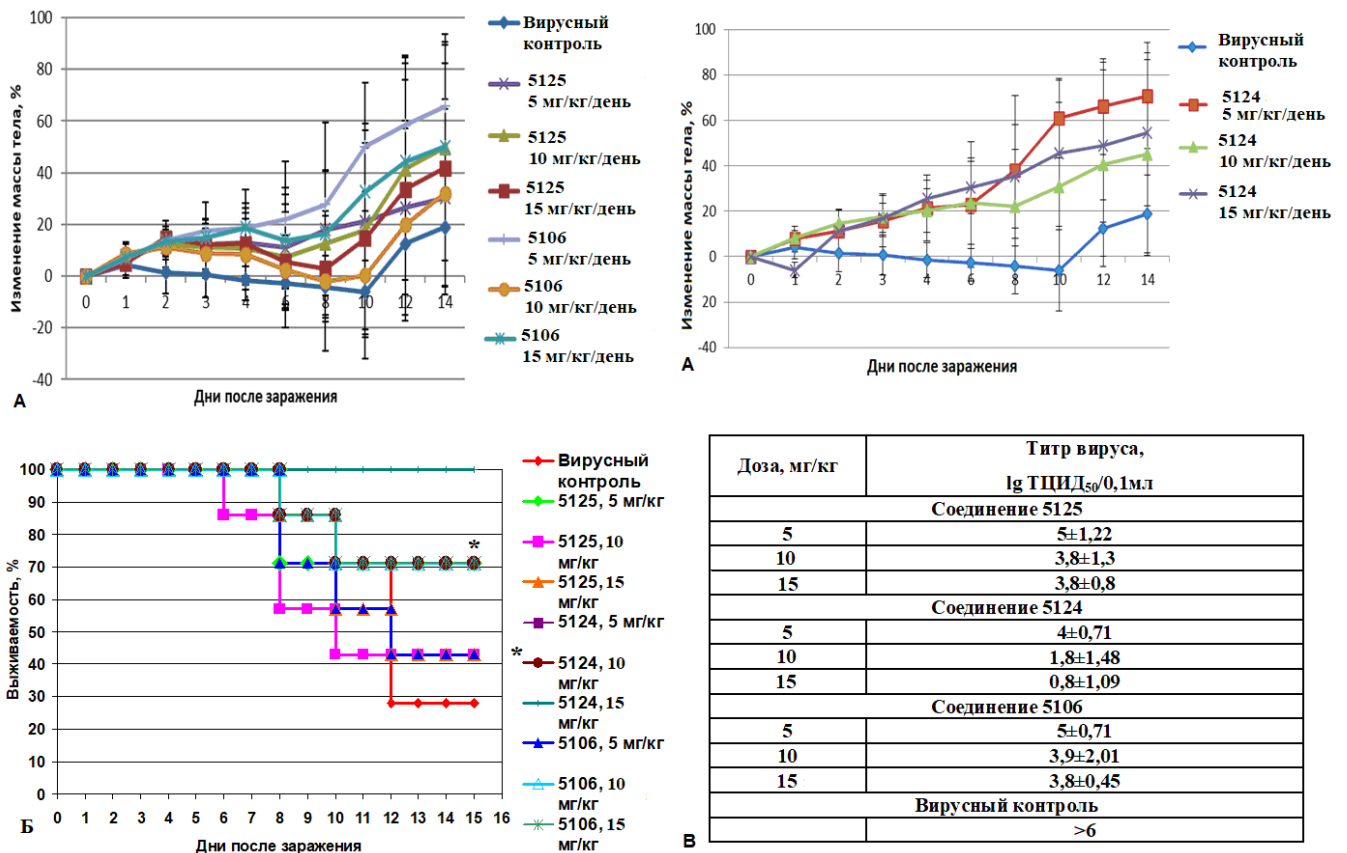 100
80
60
40
20
0
-20
-40
Изменение массы тела, %
0 1 2 3 4 6 8 10 12 14
Дни после заражения
А
Вирусный
контроль
5125
5 мг/кг/день
5125
10 мг/кг/день
5125
15 мг/кг/день
5106
5 мг/кг/день
5106
10 мг/кг/день
5106
15 мг/кг/день
100
80
60
40
20
0
-20
-40
Изменение массы тела, %
0 1 2 3 4 6 8 10 12 14
Дни после заражения
А
Вирусный
контроль
5124
5 мг/кг/день
5124
10 мг/кг/день
5124
15 мг/кг/день
100
90
80
70
60
50
40
30
20
10
0
Выживаемость, %
0 1 2 3 4 5 6 7 8 9 10 11 12 13 14 15 16
Дни после заражения
Б
*
*
Вирусный
контроль
5125, 5 мг/кг
5125, 10
мг/кг
5125, 15
мг/кг
5124, 5 мг/кг
5124, 10
мг/кг
5124, 15
мг/кг
5106, 5 мг/кг
5106, 10
мг/кг
5106, 15
мг/кг
Доза, мг/кг
Титр вируса,
lg ТЦИД₅₀/0,1мл
Соединение 5125
5 5±1,22
10 3,8±1,3
15 3,8±0,8
Соединение 5124
5 4±0,71
10 1,8±1,48
15 0,8±1,09
Соединение 5106
5 5±0,71
10 3,9±2,01
15 3,8±0,45
Вирусный контроль
>6
В